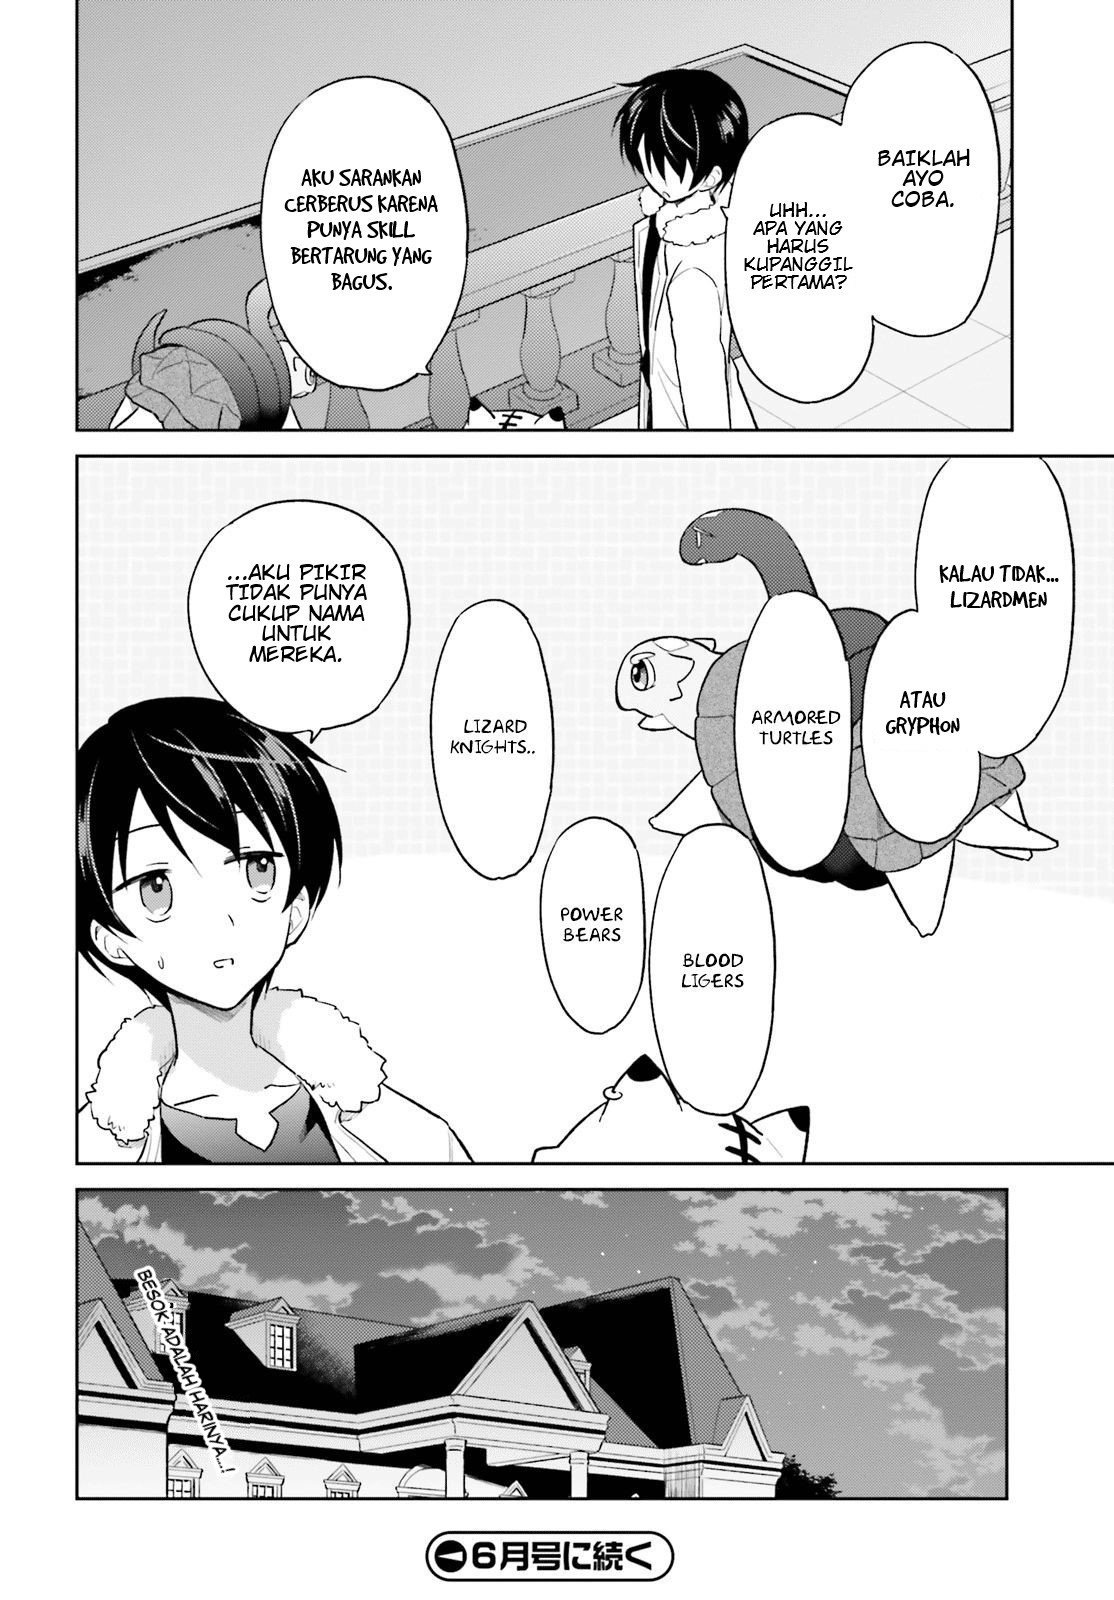 BAIKLAH
AYO
COBA.
UHH...
APA YANG
HARUS
KUPANGGIL
PERTAMA?
AKU SARANKAN
CERBERUS KARENA
PUNYA SKILL
BERTARUNG YANG
BAGUS.
KALAU TIDAK...
LIZARDMEN
ATAU
GRYPHON
ARMORED
TURTLES
BLOOD
LIGERS
POWER
BEARS
LIZARD
KNIGHTS..
...AKU PIKIR
TIDAK PUNYA
CUKUP NAMA
UNTUK
MEREKA.
BESOK ADALAH HARINYA...!
6月号に続く